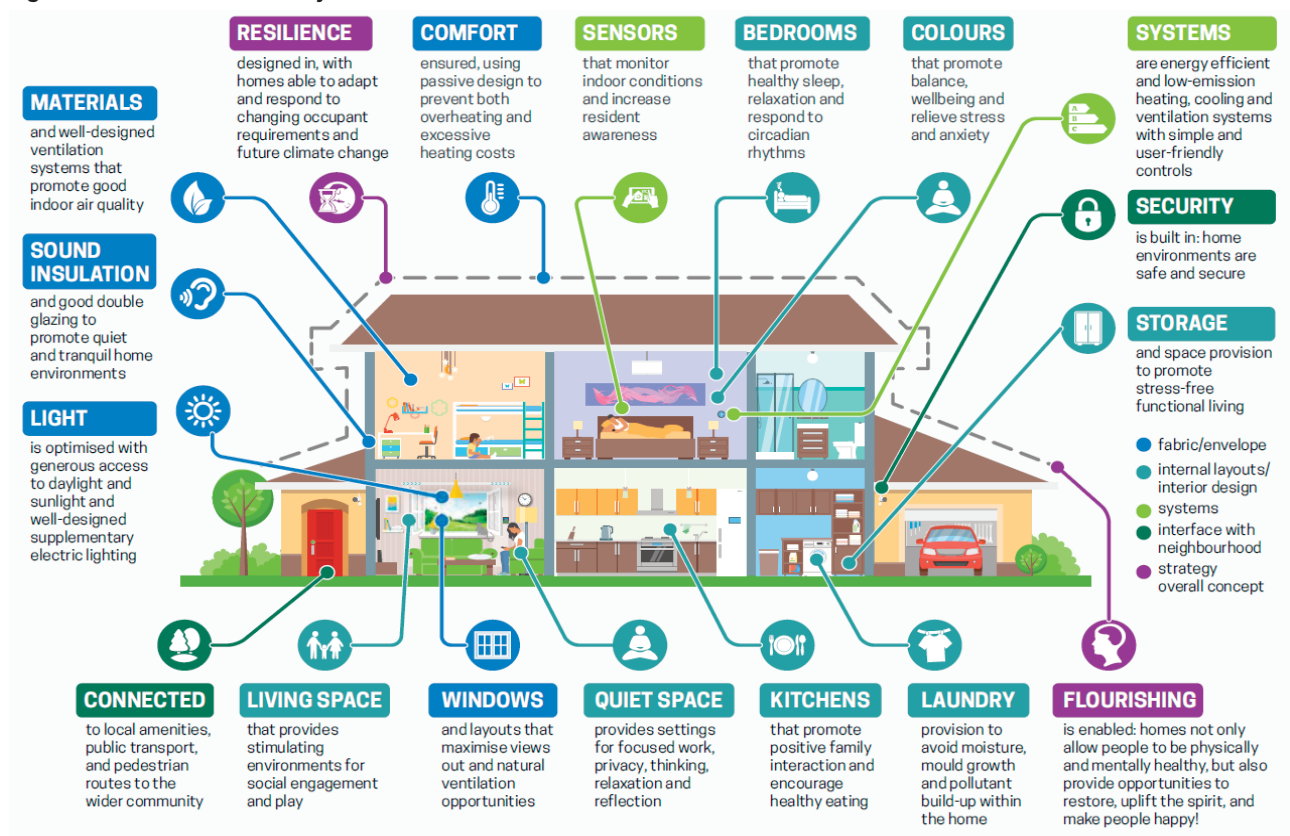 RESILIENCE
designed in, with
homes able to adapt
and respond to
changing occupant
requirements and
future climate change
COMFORT
ensured, using
passive design to
prevent both
overheating and
excessive
heating costs
SENSORS
that monitor
indoor conditions
and increase
resident
awareness
BEDROOMS
that promote
healthy sleep,
relaxation and
respond to
circadian
rhythms
COLOURS
that promote
balance,
wellbeing and
relieve stress
and anxiety
SYSTEMS
are energy efficient
and low-emission
heating, cooling and
ventilation systems
with simple and
user-friendly
controls
A
B
C
MATERIALS
and well-designed
ventilation
systems that
promote good
indoor air quality
SOUND
INSULATION
and good double
glazing to
promote quiet
and tranquil home
environments
LIGHT
is optimised with
generous access
to daylight and
sunlight and
well-designed
supplementary
electric lighting
SECURITY
is built in: home
environments are
safe and secure
STORAGE
and space provision
to promote
stress-free
functional living
fabric/envelope
internal layouts/
interior design
systems
interface with
neighbourhood
strategy
overall concept
CONNECTED
to local amenities,
public transport,
and pedestrian
routes to the
wider community
LIVING SPACE
that provides
stimulating
environments for
social engagement
and play
WINDOWS
and layouts that
maximise views
out and natural
ventilation
opportunities
QUIET SPACE
provides settings
for focused work,
privacy, thinking,
relaxation and
reflection
KITCHENS
that promote
positive family
interaction and
encourage
healthy eating
LAUNDRY
provision to
avoid moisture,
mould growth
and pollutant
build-up within
the home
FLOURISHING
is enabled: homes not only
allow people to be physically
and mentally healthy, but also
provide opportunities to
restore, uplift the spirit, and
make people happy!